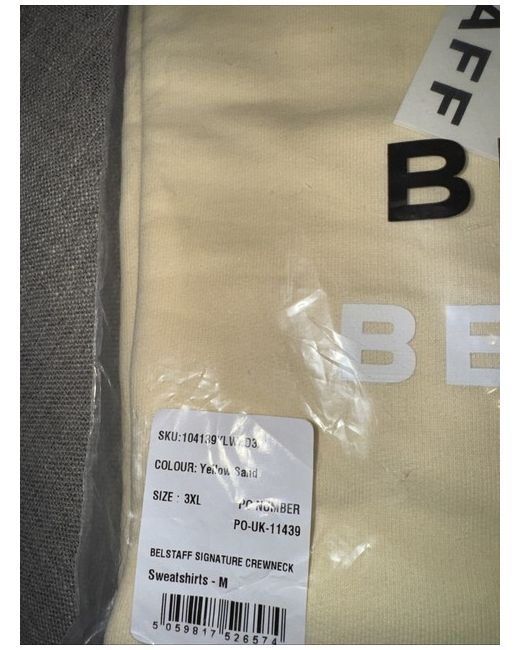 AFF
B
BE
COLOUR: Yellow Sand
SIZE : 3XL
PO NUMBER
PO-UK-11439
BELSTAFF SIGNATURE CREWNECK
Sweatshirts - M
5 059817 526574